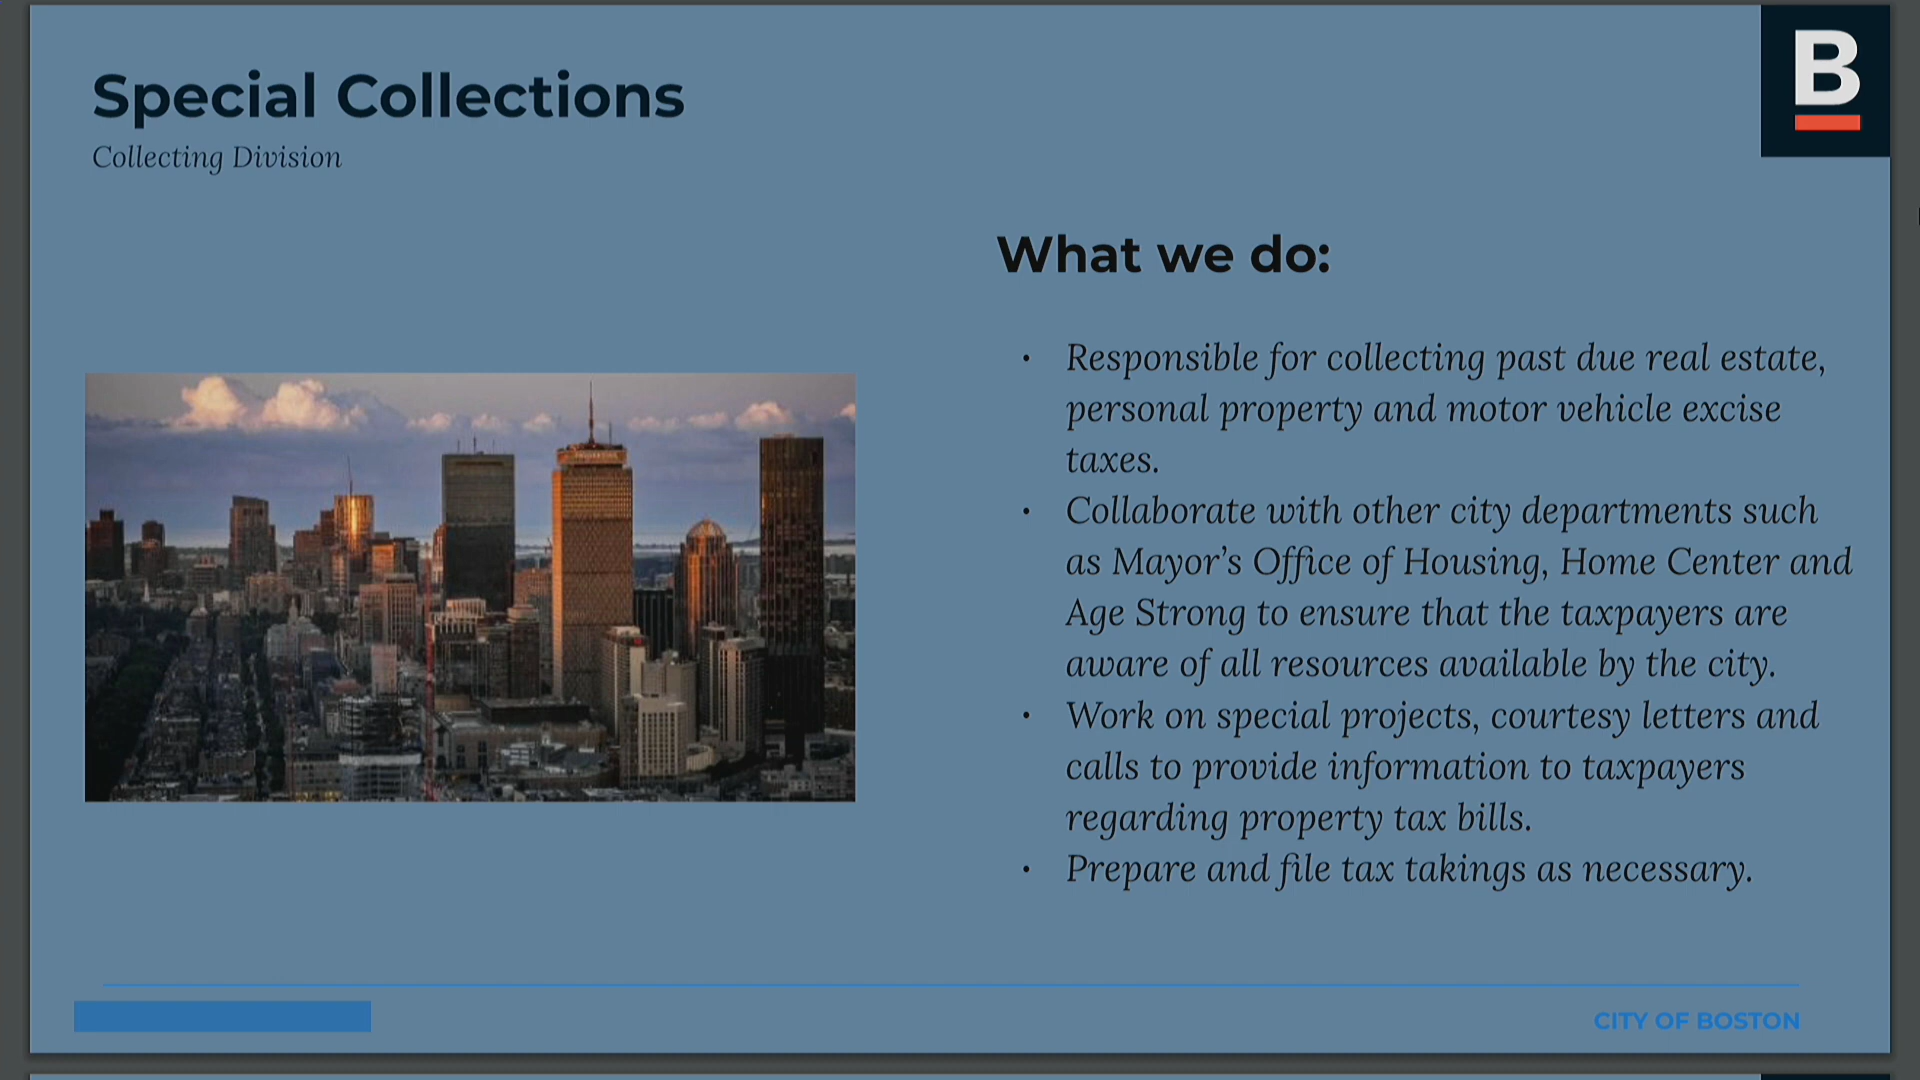 Special Collections
Collecting Division
B
What we do:
• Responsible for collecting past due real estate,
personal property and motor vehicle excise
taxes.
• Collaborate with other city departments such
as Mayor’s Office of Housing, Home Center and
Age Strong to ensure that the taxpayers are
aware of all resources available by the city.
• Work on special projects, courtesy letters and
calls to provide information to taxpayers
regarding property tax bills.
• Prepare and file tax takings as necessary.
CITY OF BOSTON